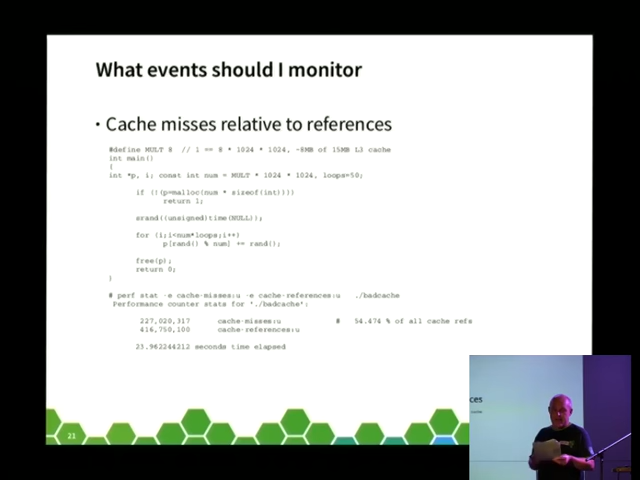 What events should I monitor
• Cache misses relative to references
#define MULT 8 // 1 == 8 * 1024 * 1024, ~8MB of 15MB L3 cache
int main()
{
int *p, i; const int num = MULT * 1024 * 1024, loops=50;
if (!(p=malloc(num * sizeof(int))))
return 1;
srand((unsigned)time(NULL));
for (i;i<num*loops;i++)
p[rand() % num] += rand();
free(p);
return 0;
}
# perf stat -e cache-misses:u -e cache-references:u ./badcache
Performance counter stats for './badcache':
227,020,317 cache-misses:u # 54.474 % of all cache refs
416,750,100 cache-references:u
23.962244212 seconds time elapsed
21